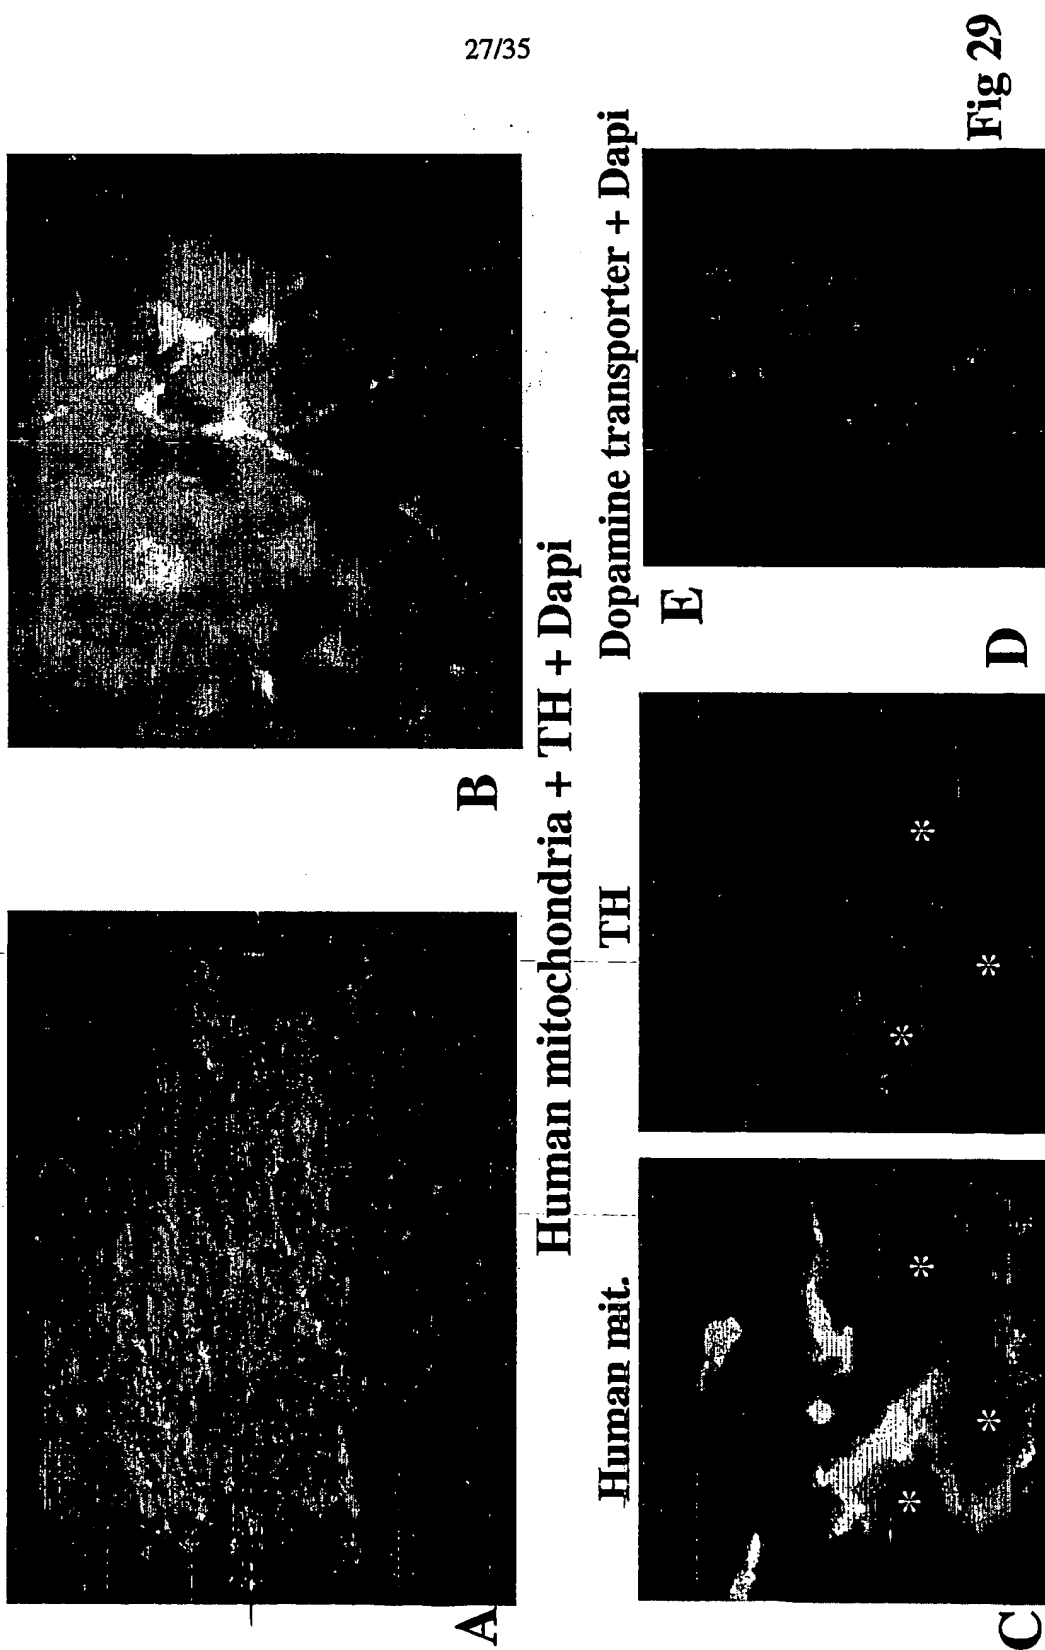 27/35
A
B
Human mitochondria + TH + Dapi
Human mit.
TH
Dopamine transporter + Dapi
*
*
*
*
*
*
C
D
E
Fig 29